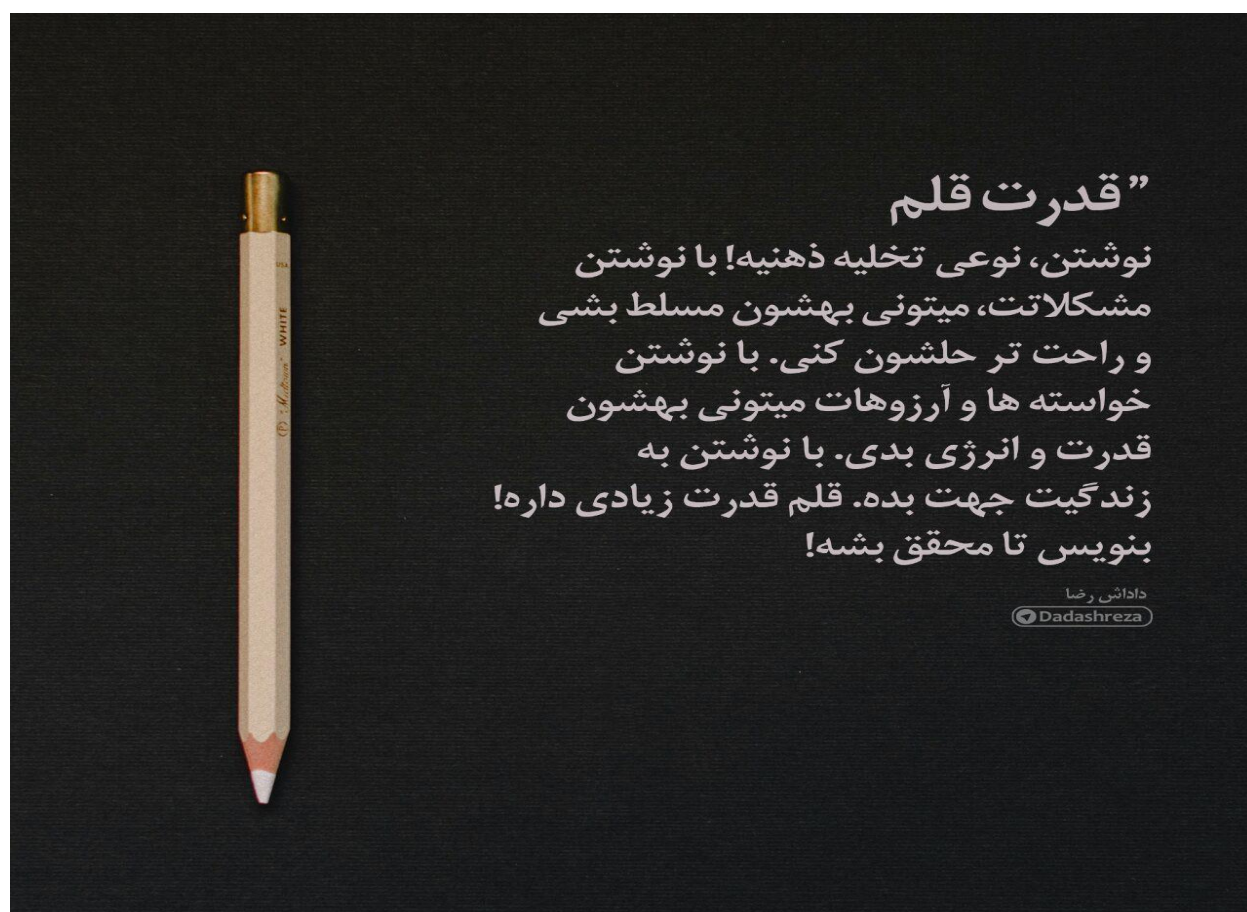 ” قدرت قلم
نوشتن، نوعی تخلیه ذهنیه! با نوشتن
مشکلاتت، میتونی بهشون مسلط بشی
و راحت تر حلشون کنی. با نوشتن
خواسته ها و آرزوهات میتونی بهشون
قدرت و انرژی بدی. با نوشتن به
زندگیت جهت بده. قلم قدرت زیادی داره!
بنویس تا محقق بشه!
داداش رضا
Dadashreza
USA
WHITE
(P)